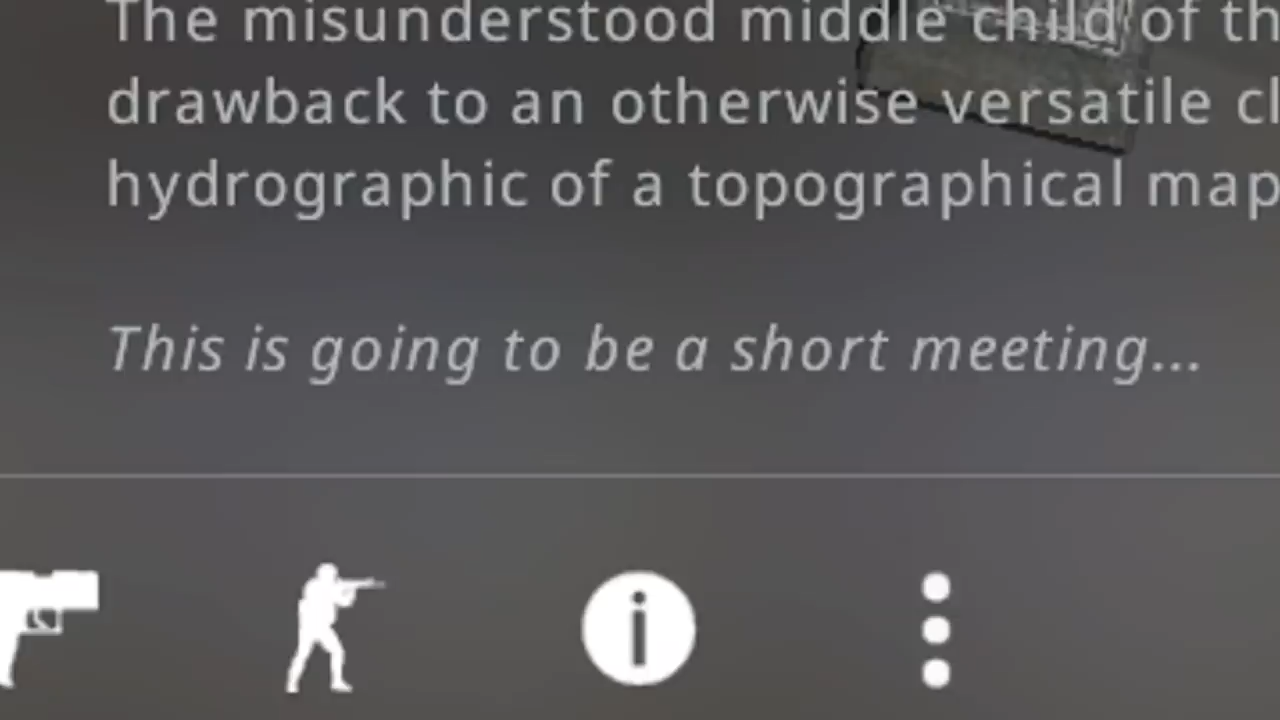 The misunderstood middle child of th
drawback to an otherwise versatile cl
hydrographic of a topographical map
This is going to be a short meeting...